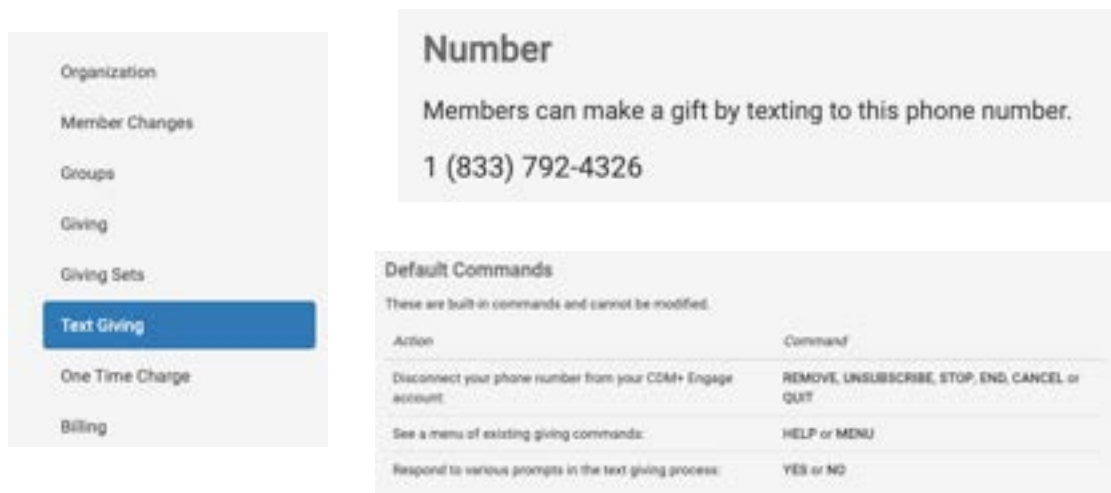 Organization
Member Changes
Groups
Giving
Giving Sets
Text Giving
One Time Charge
Billing
Number
Members can make a gift by texting to this phone number.
1 (833) 792-4326
Default Commands
These are built-in commands and cannot be modified.
Action Command
Disconnect your phone number from your CDM+ Engage REMOVE, UNSUBSCRIBE, STOP, END, CANCEL or
account: QUIT
See a menu of existing giving commands: HELP or MENU
Respond to various prompts in the text giving process: YES or NO